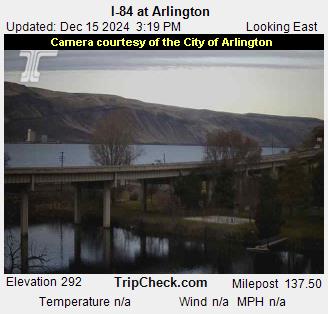 I-84 at Arlington
Updated: Dec 15 2024 3:19 PM Looking East
Camera courtesy of the City of Arlington
Elevation 292 TripCheck.com Milepost 137.50
Temperature n/a Wind n/a MPH n/a